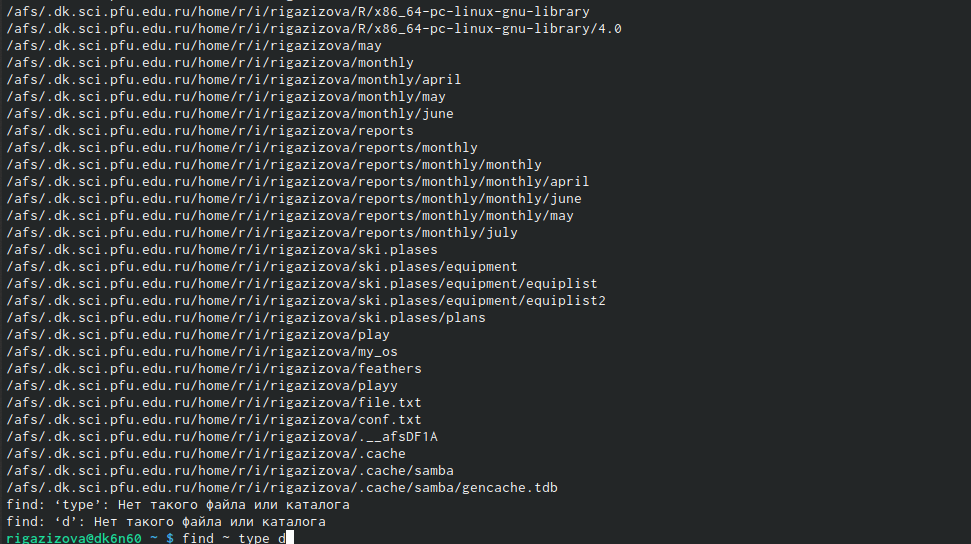 /afs/.dk.sci.pfu.edu.ru/home/r/i/rigazizova/R/x86_64-pc-linux-gnu-library
/afs/.dk.sci.pfu.edu.ru/home/r/i/rigazizova/R/x86_64-pc-linux-gnu-library/4.0
/afs/.dk.sci.pfu.edu.ru/home/r/i/rigazizova/may
/afs/.dk.sci.pfu.edu.ru/home/r/i/rigazizova/monthly
/afs/.dk.sci.pfu.edu.ru/home/r/i/rigazizova/monthly/april
/afs/.dk.sci.pfu.edu.ru/home/r/i/rigazizova/monthly/may
/afs/.dk.sci.pfu.edu.ru/home/r/i/rigazizova/monthly/june
/afs/.dk.sci.pfu.edu.ru/home/r/i/rigazizova/reports
/afs/.dk.sci.pfu.edu.ru/home/r/i/rigazizova/reports/monthly
/afs/.dk.sci.pfu.edu.ru/home/r/i/rigazizova/reports/monthly/monthly
/afs/.dk.sci.pfu.edu.ru/home/r/i/rigazizova/reports/monthly/monthly/april
/afs/.dk.sci.pfu.edu.ru/home/r/i/rigazizova/reports/monthly/monthly/june
/afs/.dk.sci.pfu.edu.ru/home/r/i/rigazizova/reports/monthly/monthly/may
/afs/.dk.sci.pfu.edu.ru/home/r/i/rigazizova/reports/monthly/july
/afs/.dk.sci.pfu.edu.ru/home/r/i/rigazizova/ski.plases
/afs/.dk.sci.pfu.edu.ru/home/r/i/rigazizova/ski.plases/equipment
/afs/.dk.sci.pfu.edu.ru/home/r/i/rigazizova/ski.plases/equipment/equiplist
/afs/.dk.sci.pfu.edu.ru/home/r/i/rigazizova/ski.plases/equipment/equiplist2
/afs/.dk.sci.pfu.edu.ru/home/r/i/rigazizova/ski.plases/plans
/afs/.dk.sci.pfu.edu.ru/home/r/i/rigazizova/play
/afs/.dk.sci.pfu.edu.ru/home/r/i/rigazizova/my_os
/afs/.dk.sci.pfu.edu.ru/home/r/i/rigazizova/feathers
/afs/.dk.sci.pfu.edu.ru/home/r/i/rigazizova/playy
/afs/.dk.sci.pfu.edu.ru/home/r/i/rigazizova/file.txt
/afs/.dk.sci.pfu.edu.ru/home/r/i/rigazizova/conf.txt
/afs/.dk.sci.pfu.edu.ru/home/r/i/rigazizova/.__afsDF1A
/afs/.dk.sci.pfu.edu.ru/home/r/i/rigazizova/.cache
/afs/.dk.sci.pfu.edu.ru/home/r/i/rigazizova/.cache/samba
/afs/.dk.sci.pfu.edu.ru/home/r/i/rigazizova/.cache/samba/gencache.tdb
find: ‘type’: Нет такого файла или каталога
find: ‘d’: Нет такого файла или каталога
rigazizova@dk6n60 ~ $ find ~ type d